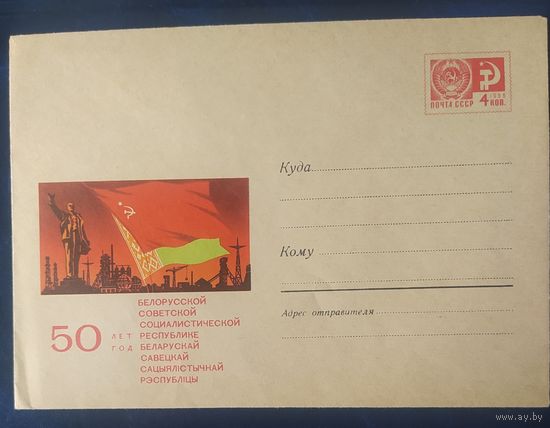 ПОЧТА СССР
1966
4 КОП.
Куда
Кому
Адрес отправителя
50 ЛЕТ
ГОД
БЕЛОРУССКОЙ
СОВЕТСКОЙ
СОЦИАЛИСТИЧЕСКОЙ
РЕСПУБЛИКЕ
БЕЛАРУСКАЙ
САВЕЦКАЙ
САЦЫЯЛІСТЫЧНАЙ
РЭСПУБЛІЦЫ
www.ay.by